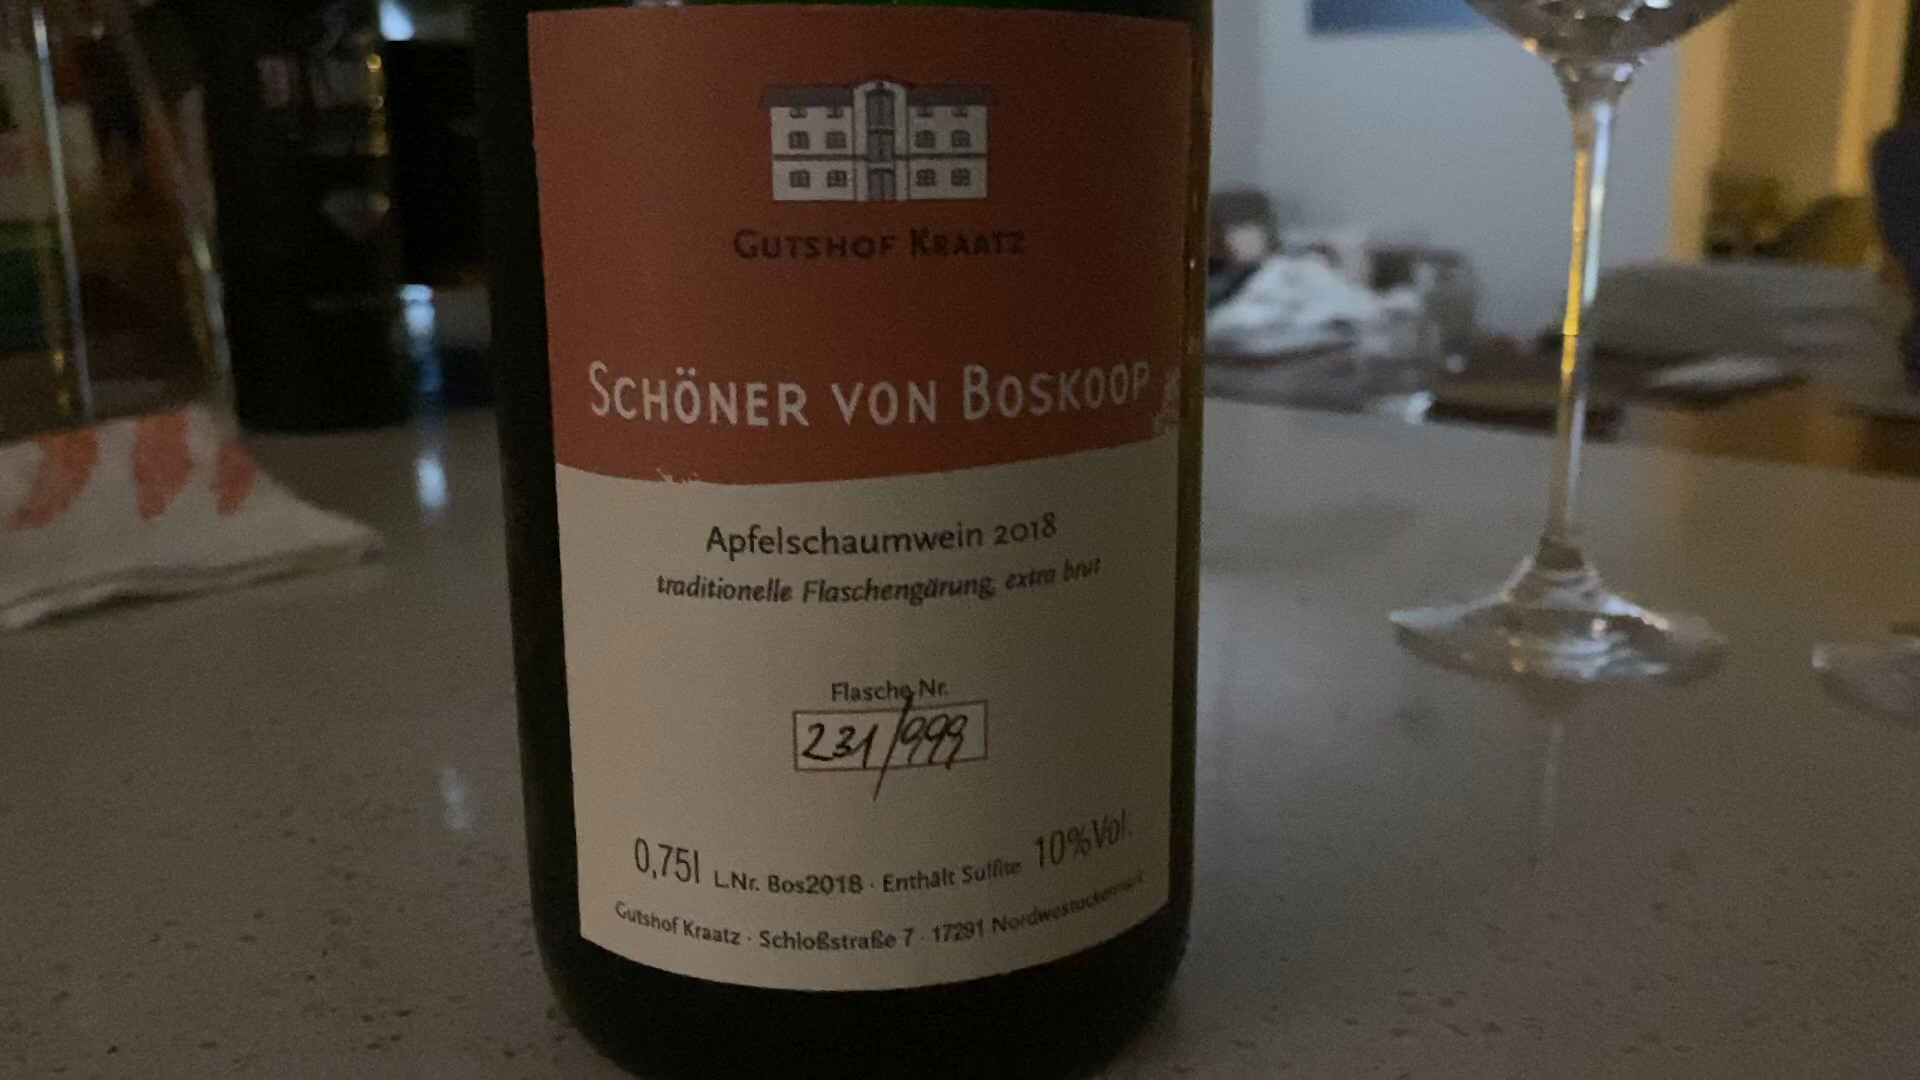 GUTSHOF KRAATZ
SCHÖNER VON BOSKOOP
Apfelschaumwein 2018
traditionelle Flaschengärung, extra brut
Flasche Nr.
231/999
0,75l L.Nr. Bos2018 · Enthält Sulfite 10%Vol.
Gutshof Kraatz · Schloßstraße 7 · 17291 Nordwestuckermark